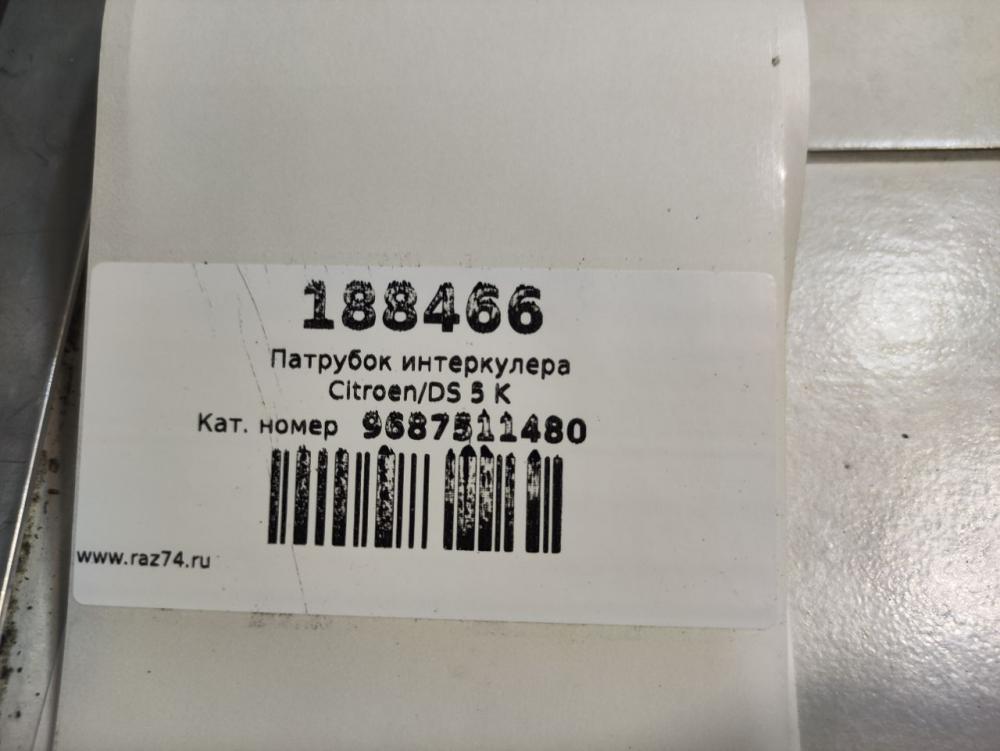 188466
Патрубок интеркулера
Citroen/DS 5 K
Кат. номер 9687511480
www.raz74.ru